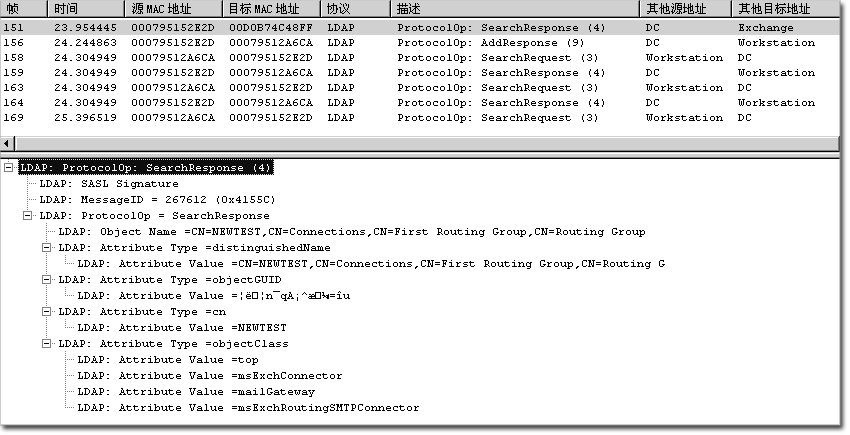 帧 时间 源 MAC 地址 目标 MAC 地址 协议 描述 其他源地址 其他目标地址
151 23.954445 000795152E2D 00D0B74C48FF LDAP ProtocolOp: SearchResponse (4) DC Exchange
156 24.244863 000795152E2D 00079512A6CA LDAP ProtocolOp: AddResponse (9) DC Workstation
158 24.304949 00079512A6CA 000795152E2D LDAP ProtocolOp: SearchRequest (3) Workstation DC
159 24.304949 000795152E2D 00079512A6CA LDAP ProtocolOp: SearchResponse (4) DC Workstation
163 24.304949 00079512A6CA 000795152E2D LDAP ProtocolOp: SearchRequest (3) Workstation DC
164 24.304949 000795152E2D 00079512A6CA LDAP ProtocolOp: SearchResponse (4) DC Workstation
169 25.396519 00079512A6CA 000795152E2D LDAP ProtocolOp: SearchRequest (3) Workstation DC
LDAP: ProtocolOp: SearchResponse (4)
LDAP: SASL Signature
LDAP: MessageID = 267612 (0x4155C)
LDAP: ProtocolOp = SearchResponse
LDAP: Object Name =CN=NEWTEST,CN=Connections,CN=First Routing Group,CN=Routing Group
LDAP: Attribute Type =distinguishedName
LDAP: Attribute Value =CN=NEWTEST,CN=Connections,CN=First Routing Group,CN=Routing G
LDAP: Attribute Type =objectGUID
LDAP: Attribute Value =¦ë□¦n¯qA¡^æ□¼=îu
LDAP: Attribute Type =cn
LDAP: Attribute Value =NEWTEST
LDAP: Attribute Type =objectClass
LDAP: Attribute Value =top
LDAP: Attribute Value =msExchConnector
LDAP: Attribute Value =mailGateway
LDAP: Attribute Value =msExchRoutingSMTPConnector